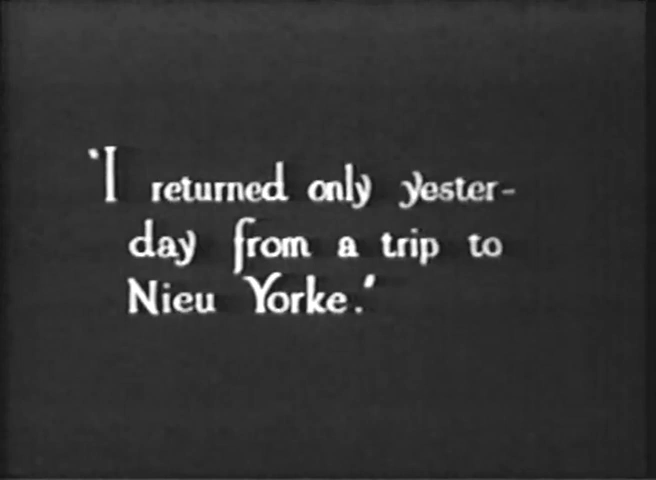 "I returned only yester-
day from a trip to
Nieu Yorke."